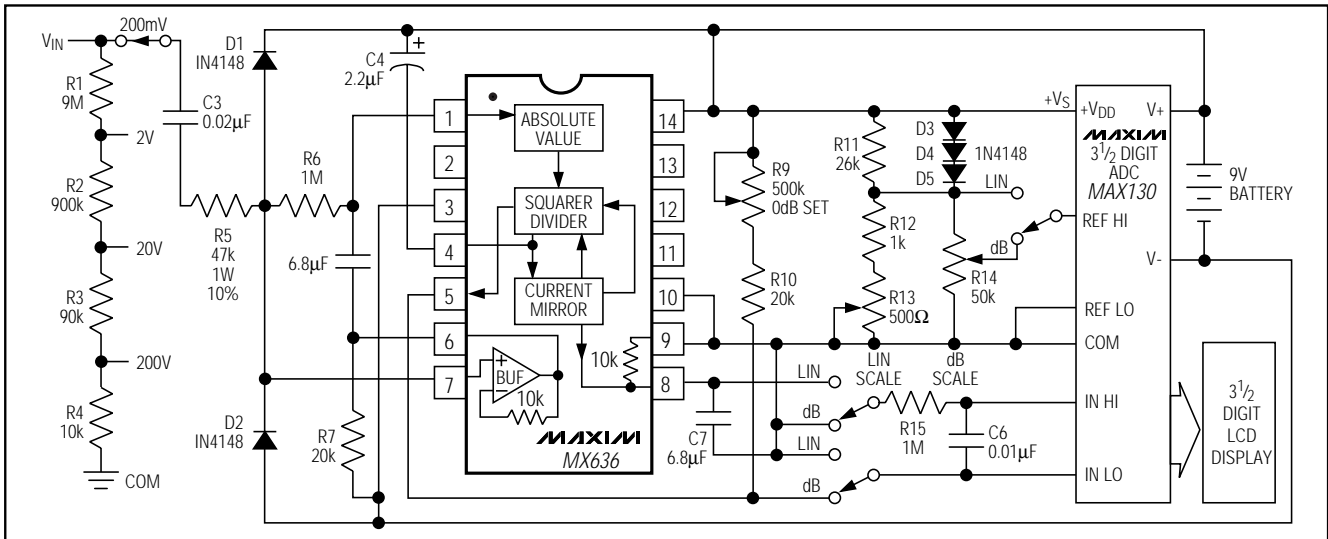 VIN
200mV
R1
9M
2V
R2
900k
20V
R3
90k
200V
R4
10k
COM
C3
0.02µF
D1
IN4148
R5
47k
1W
10%
D2
IN4148
R6
1M
6.8µF
R7
20k
C4
2.2µF
+
1
2
3
4
5
6
7
14
13
12
11
10
9
8
ABSOLUTE
VALUE
SQUARER
DIVIDER
CURRENT
MIRROR
+
BUF
−
10k
10k
MAXIM
MX636
R9
500k
0dB SET
R10
20k
C7
6.8µF
R11
26k
R12
1k
R13
500Ω
D3
D4
D5
1N4148
LIN
dB
R14
50k
LIN
SCALE
dB
SCALE
LIN
dB
LIN
dB
R15
1M
C6
0.01µF
+VS
+VDD
V+
MAXIM
3 1/2 DIGIT
ADC
MAX130
REF HI
V-
REF LO
COM
IN HI
IN LO
9V
BATTERY
3 1/2
DIGIT
LCD
DISPLAY